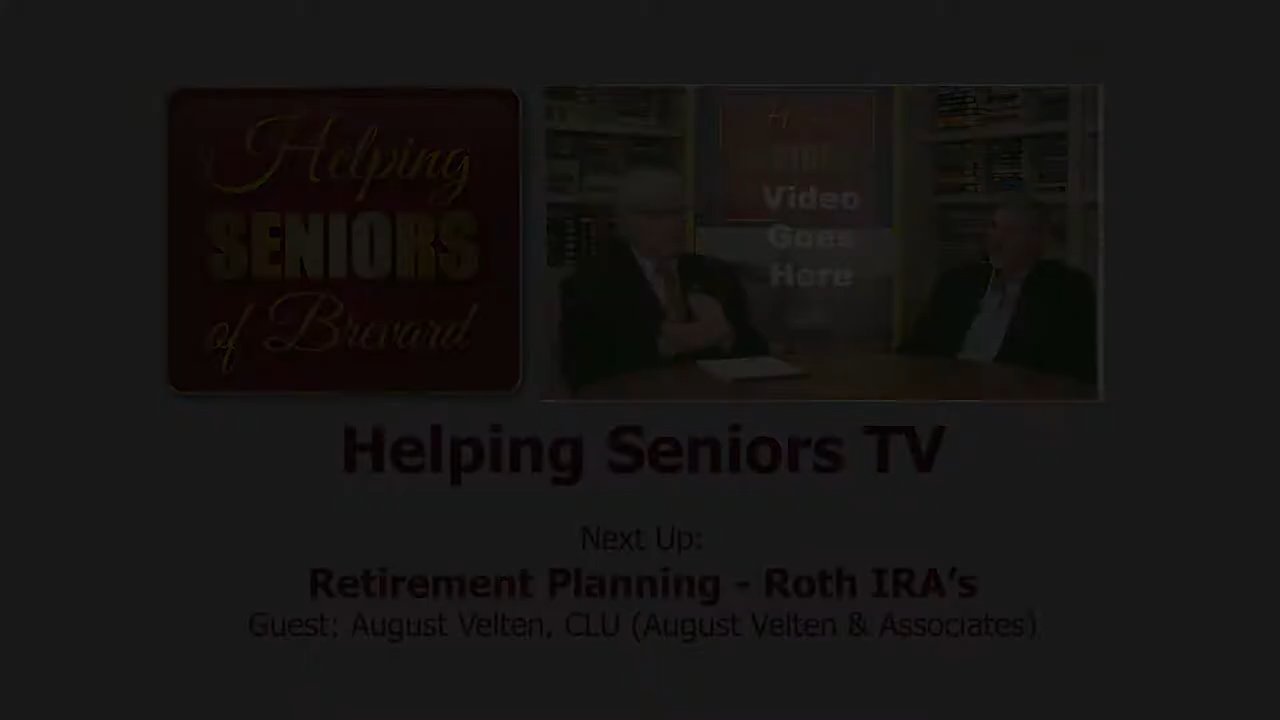 Helping
SENIORS
of Brevard
Video
Goes
Here
Helping Seniors TV
Next Up:
Retirement Planning - Roth IRA's
Guest: August Velten, CLU (August Velten & Associates)